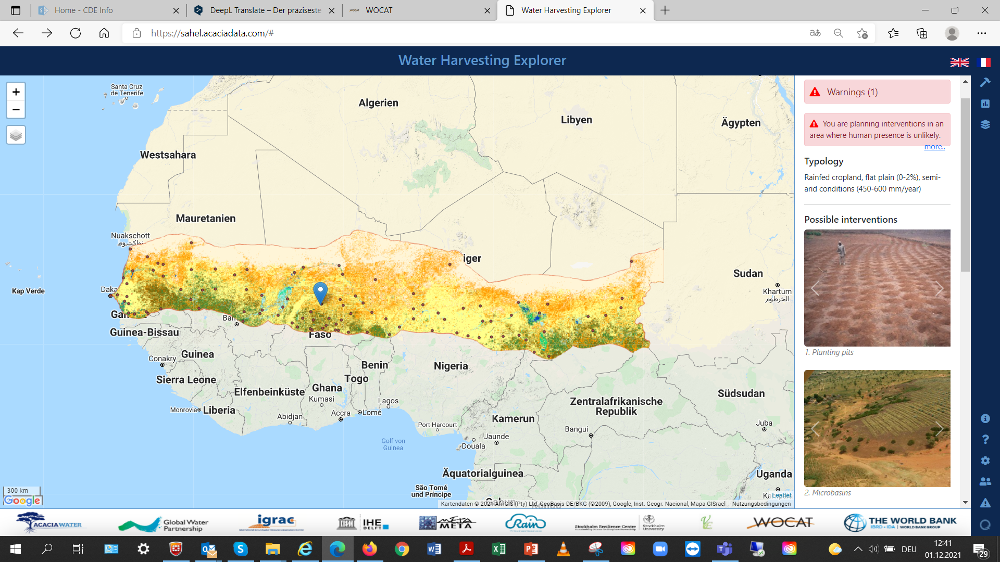 Home - CDE Info
DeepL Translate – Der präziseste
WOCAT
Water Harvesting Explorer
https://sahel.acaciadata.com/#
Water Harvesting Explorer
Santa Cruz
de Tenerife
Algerien
Libyen
Ägypten
Westsahara
Mauretanien
Nuakschott
نواكشوط
iger
Sudan
Khartum
الخرطوم
Kap Verde
Daka
Gam
Bam
Guinea-Bissau
Faso
Guinea
Conakry
Benin
Nigeria
Togo
Sierra Leone
Ghana
Elfenbeinküste
Kumasi
Lagos
Südsudan
Zentralafrikanische
Republik
Monrovia
Liberia
Accra
Lomé
Abidjan
Kamerun
Port Harcourt
Juba
Bangui
Jaunde
Golf von
Guinea
Douala
Äquatorialguinea
Uganda
São Tomé
und Príncipe
300 km
Google
Leaflet
Kartendaten © 2021 AfriGIS (Pty) Ltd, GeoBasis-DE/BKG (©2009), Google, Inst. Geogr. Nacional, Mapa GISrael
Nutzungsbedingungen
Warnings (1)
You are planning interventions in an
area where human presence is unlikely.
more..
Typology
Rainfed cropland, flat plain (0-2%), semi-
arid conditions (450-600 mm/year)
Possible interventions
1. Planting pits
2. Microbasins
ACACIAWATER
Global Water
Partnership
igrac
IHE
DELFT
META
META
Rain
Stockholm Resilience Centre
Stockholm
University
WOCAT
THE WORLD BANK
IBRD • IDA | WORLD BANK GROUP
DEU
12:41
01.12.2021
29